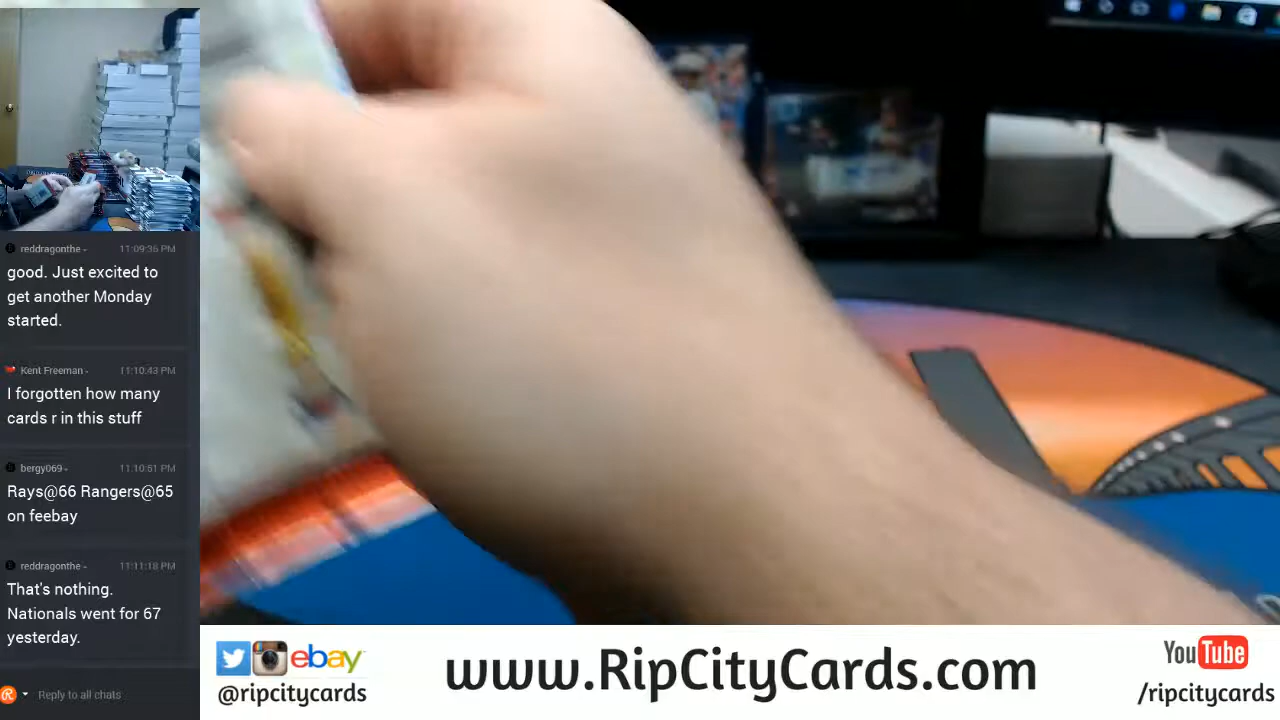 reddragonthe - 11:09:36 PM
good. Just excited to
get another Monday
started.
Kent Freeman - 11:10:43 PM
I forgotten how many
cards r in this stuff
bergy069 - 11:10:51 PM
Rays@66 Rangers@65
on feebay
reddragonthe - 11:11:18 PM
That's nothing.
Nationals went for 67
yesterday.
Reply to all chats
ebay
@ripcitycards
www.RipCityCards.com
YouTube
/ripcitycards